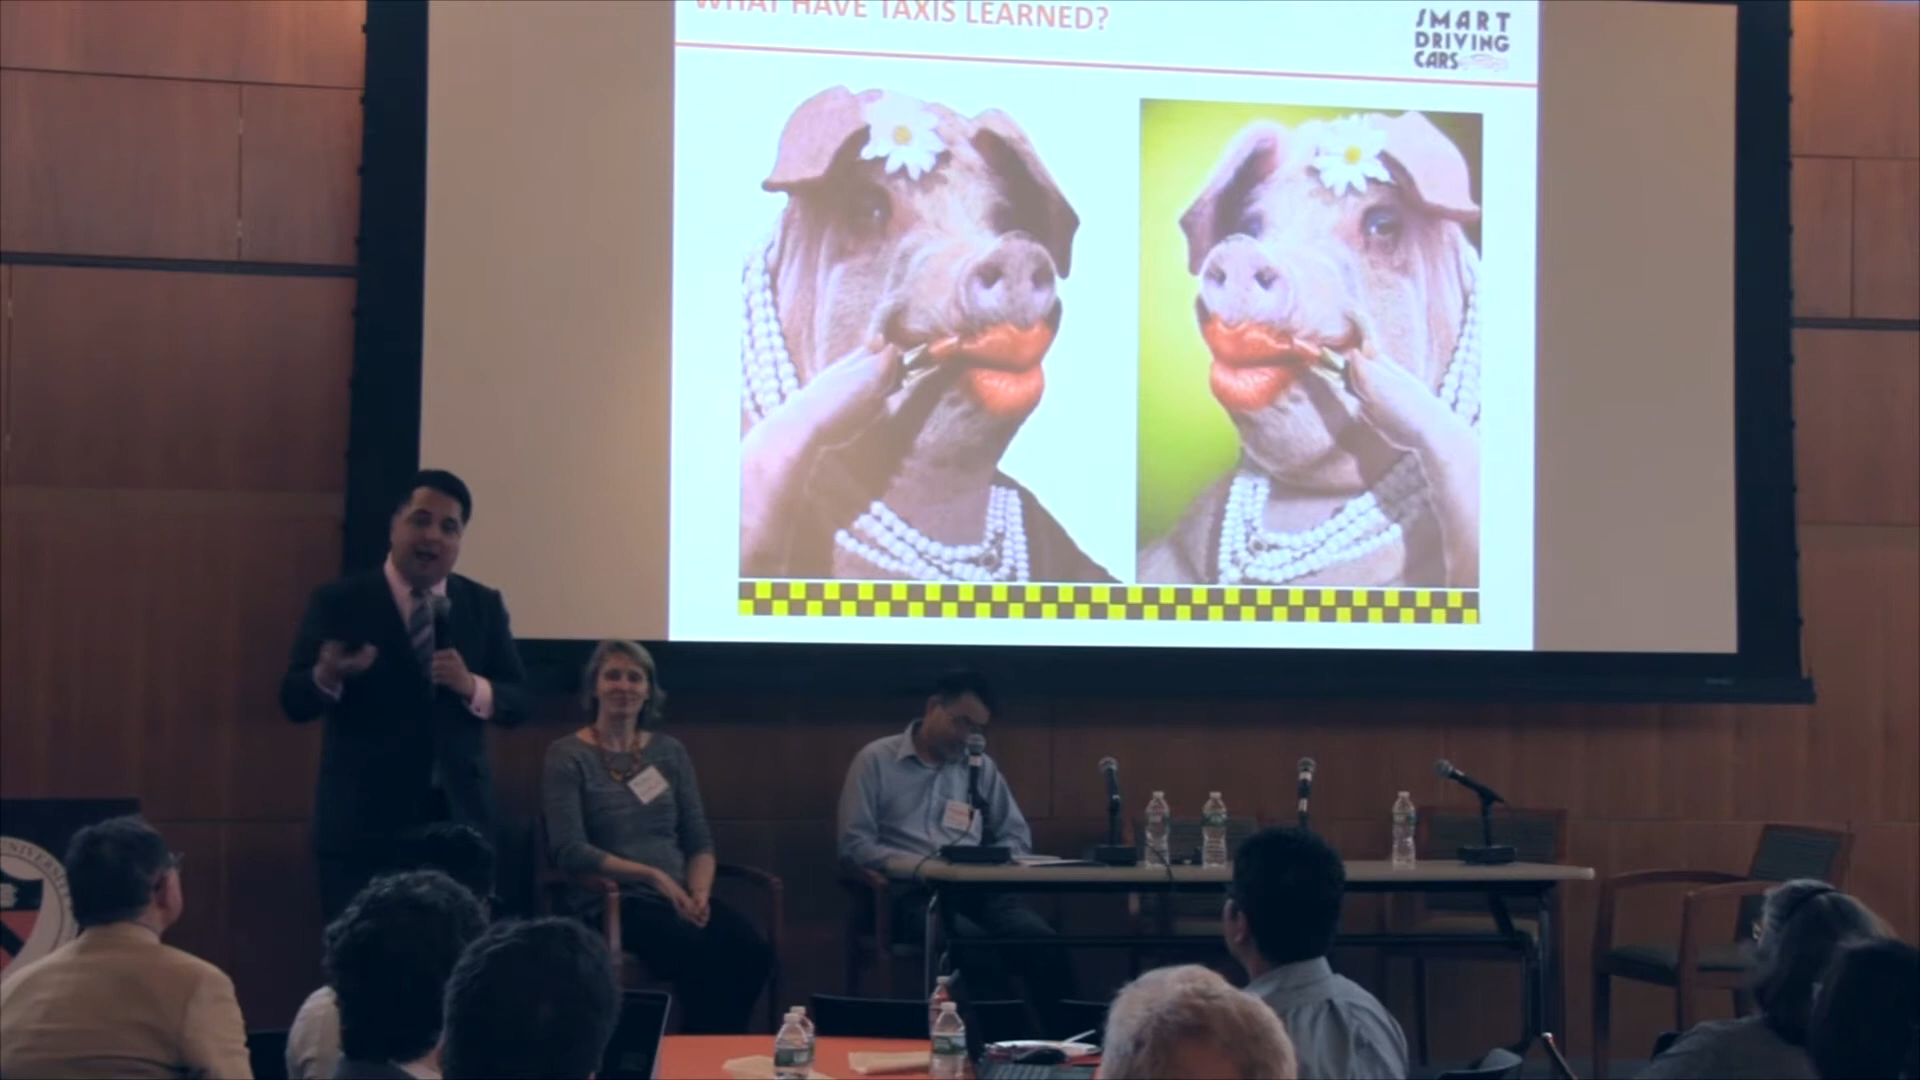 WHAT HAVE TAXIS LEARNED?
SMART
DRIVING
CARS